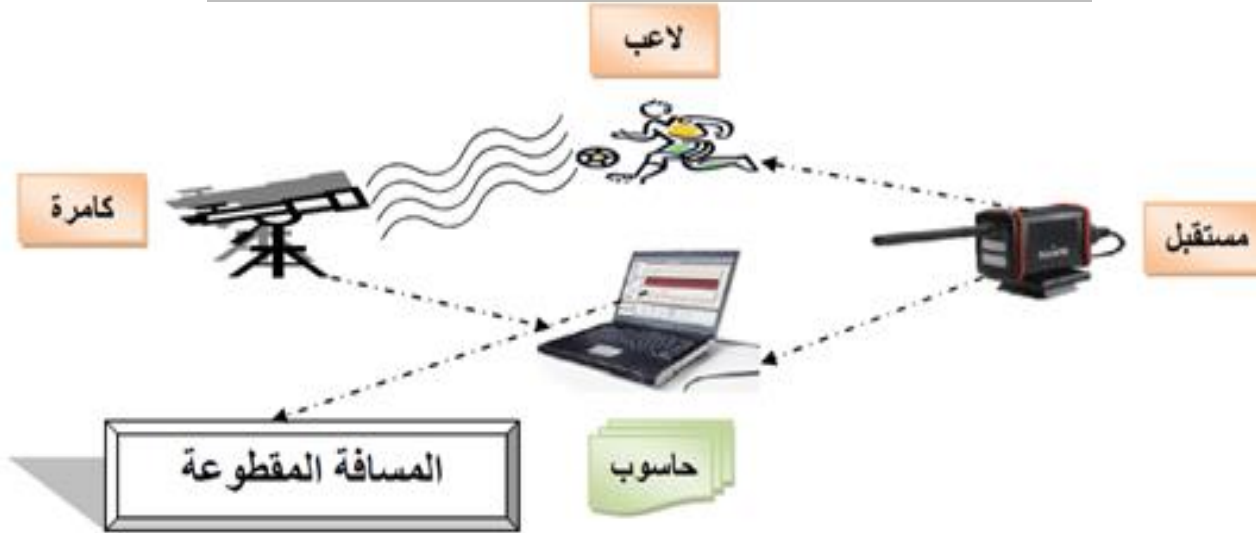 لاعب
كامرة
مستقبل
المسافة المقطوعة
حاسوب